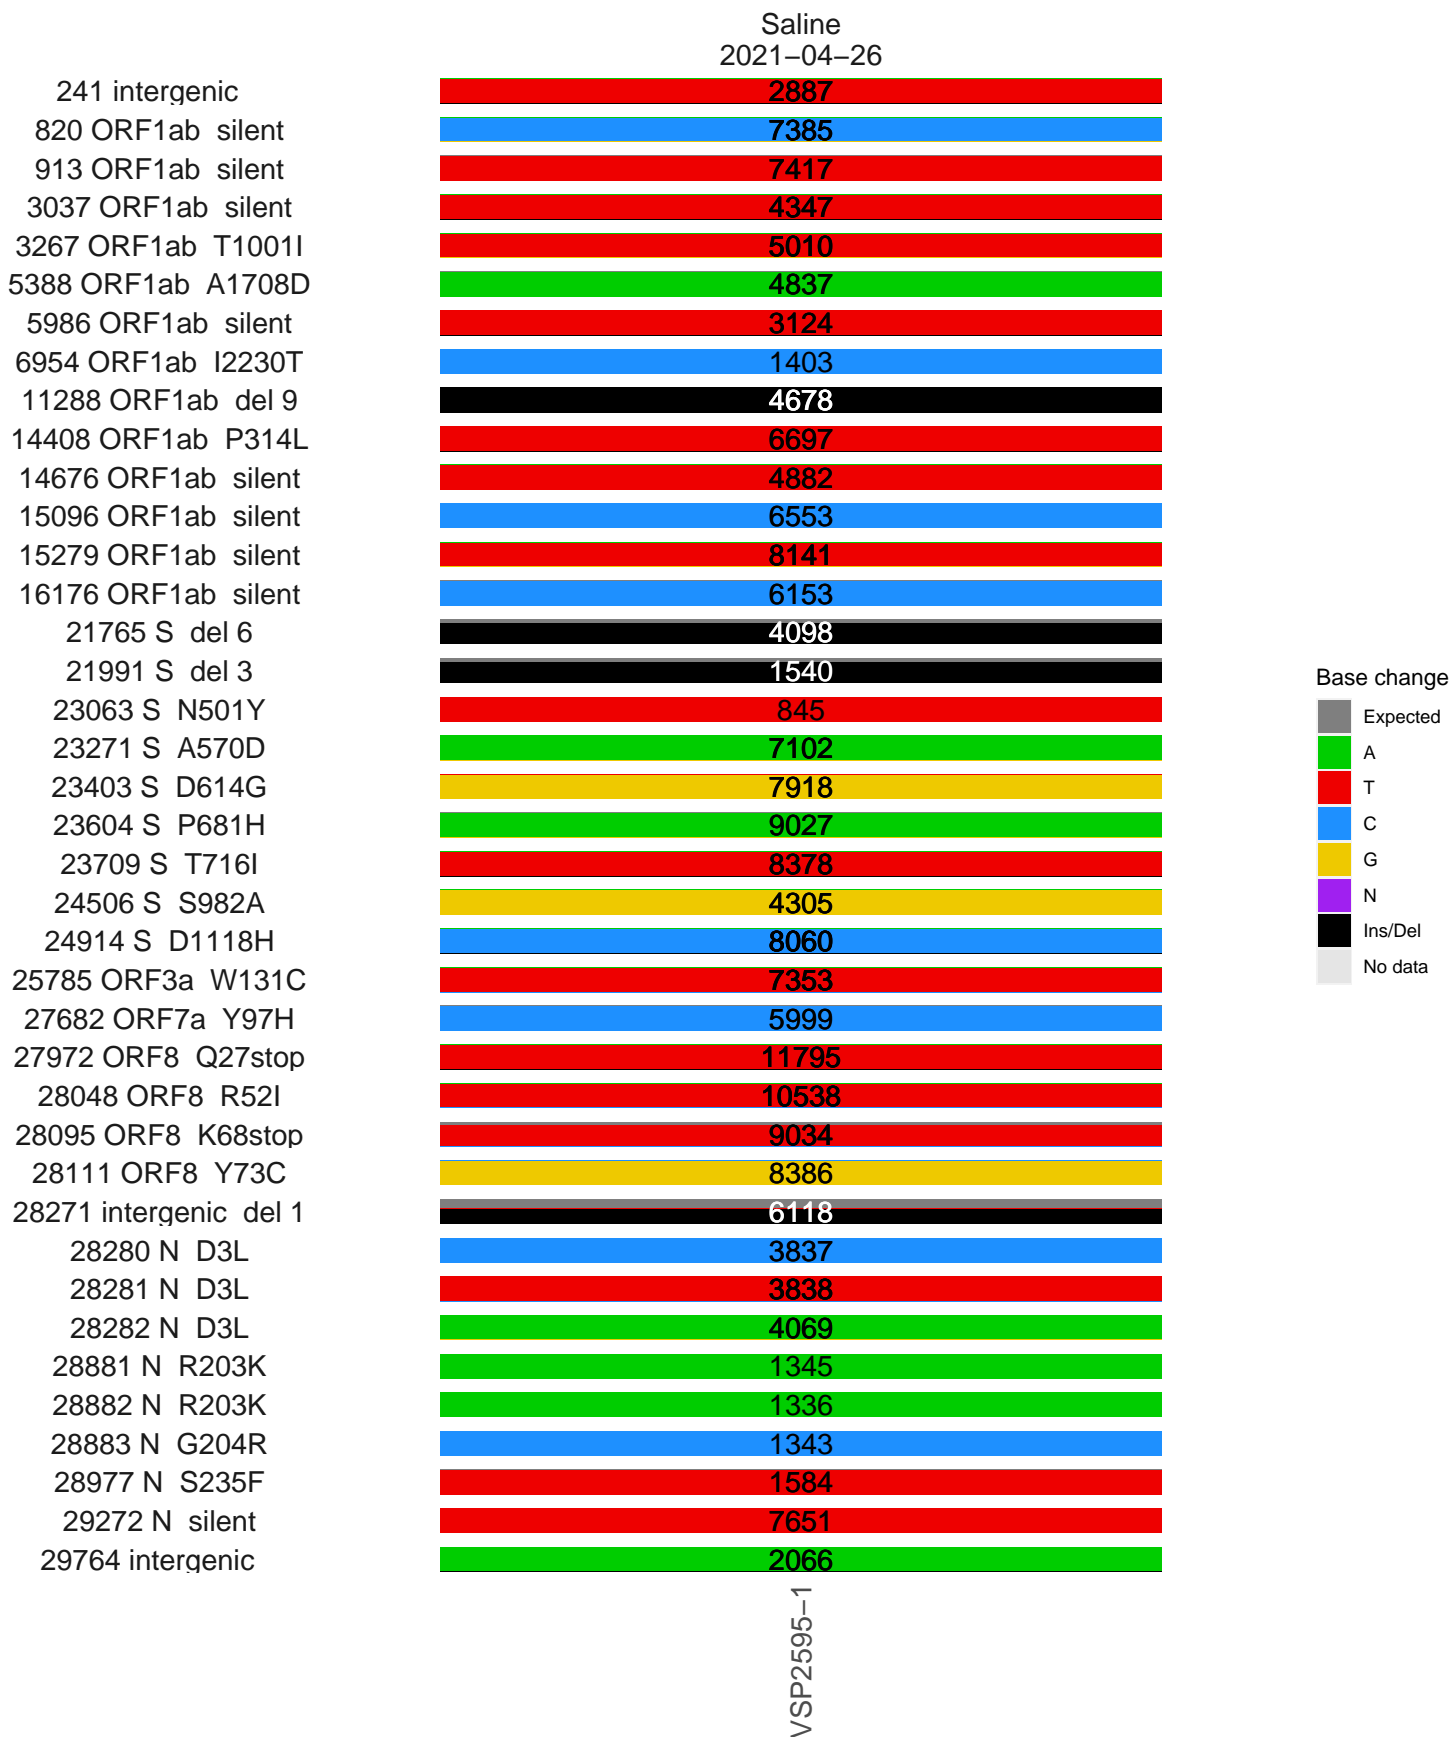 Saline
2021−04−26
241 intergenic 2887
820 ORF1ab silent 7385
913 ORF1ab silent 7417
3037 ORF1ab silent 4347
3267 ORF1ab T1001I 5010
5388 ORF1ab A1708D 4837
5986 ORF1ab silent 3124
6954 ORF1ab I2230T 1403
11288 ORF1ab del 9 4678
14408 ORF1ab P314L 6697
14676 ORF1ab silent 4882
15096 ORF1ab silent 6553
15279 ORF1ab silent 8141
16176 ORF1ab silent 6153
21765 S del 6 4098
21991 S del 3 1540
23063 S N501Y 845
23271 S A570D 7102
23403 S D614G 7918
23604 S P681H 9027
23709 S T716I 8378
24506 S S982A 4305
24914 S D1118H 8060
25785 ORF3a W131C 7353
27682 ORF7a Y97H 5999
27972 ORF8 Q27stop 11795
28048 ORF8 R52I 10538
28095 ORF8 K68stop 9034
28111 ORF8 Y73C 8386
28271 intergenic del 1 6118
28280 N D3L 3837
28281 N D3L 3838
28282 N D3L 4069
28881 N R203K 1345
28882 N R203K 1336
28883 N G204R 1343
28977 N S235F 1584
29272 N silent 7651
29764 intergenic 2066
VSP2595−1
Base change
Expected
A
T
C
G
N
Ins/Del
No data